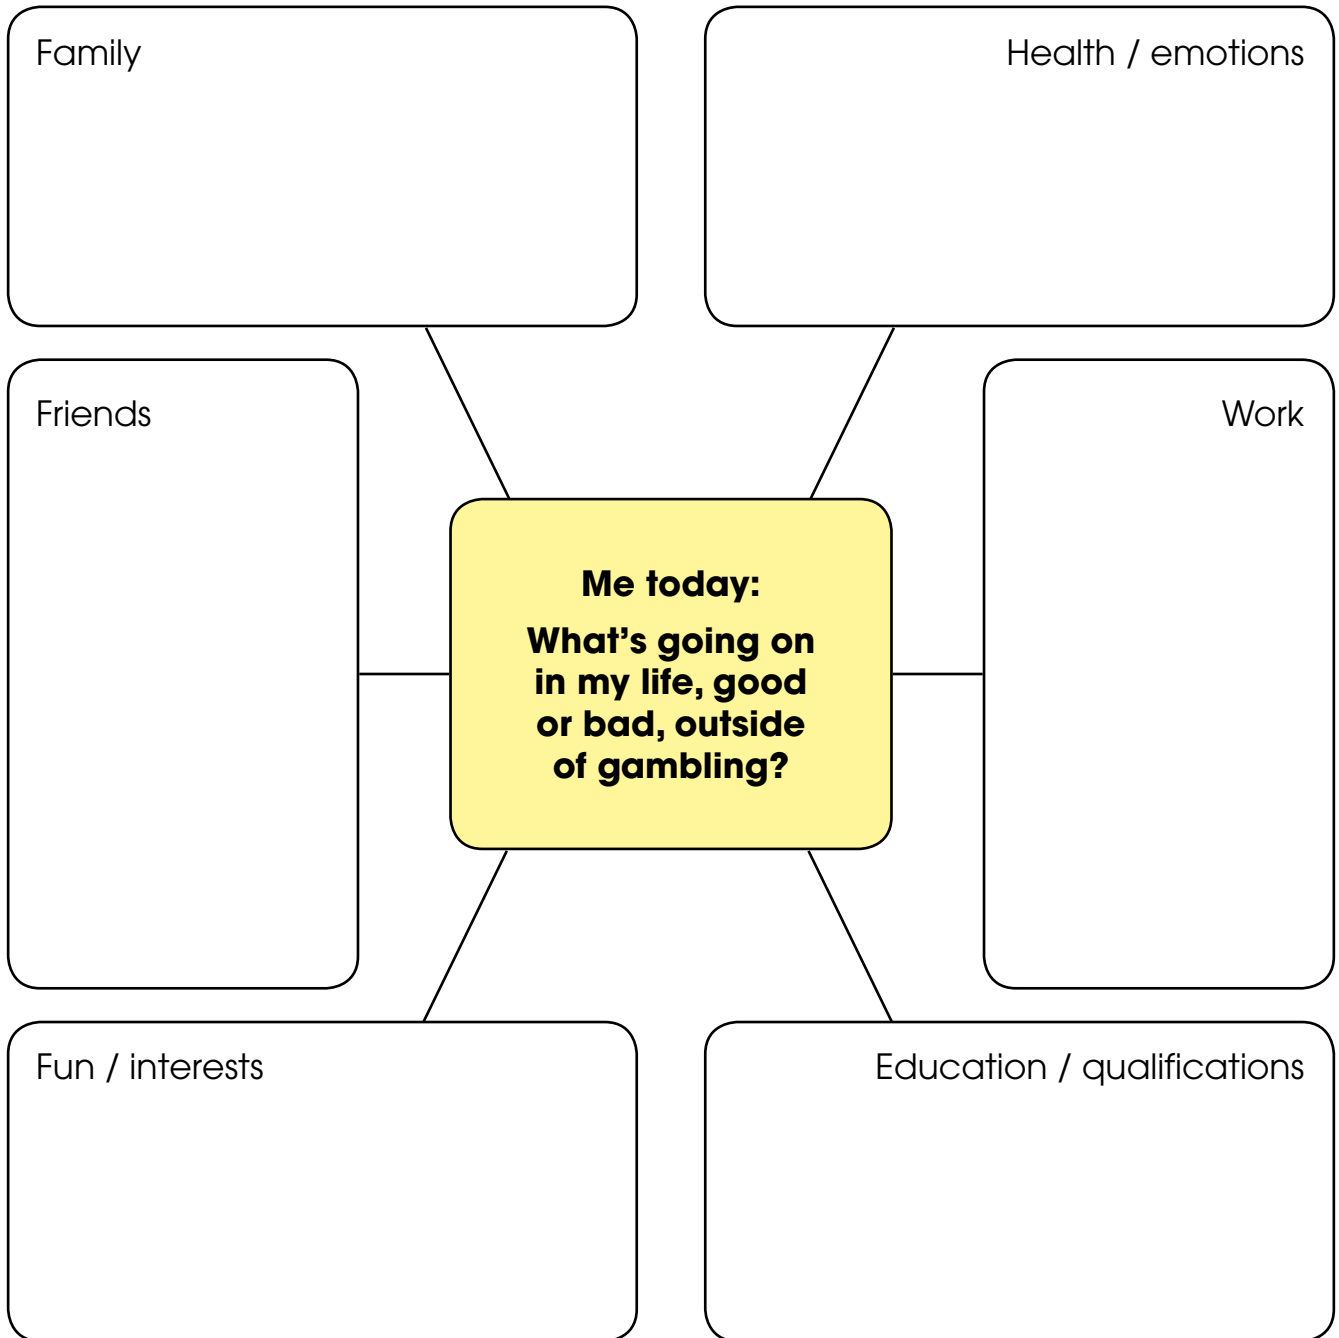 Family
Health / emotions
Friends
Work
Me today:
What’s going on
in my life, good
or bad, outside
of gambling?
Fun / interests
Education / qualifications